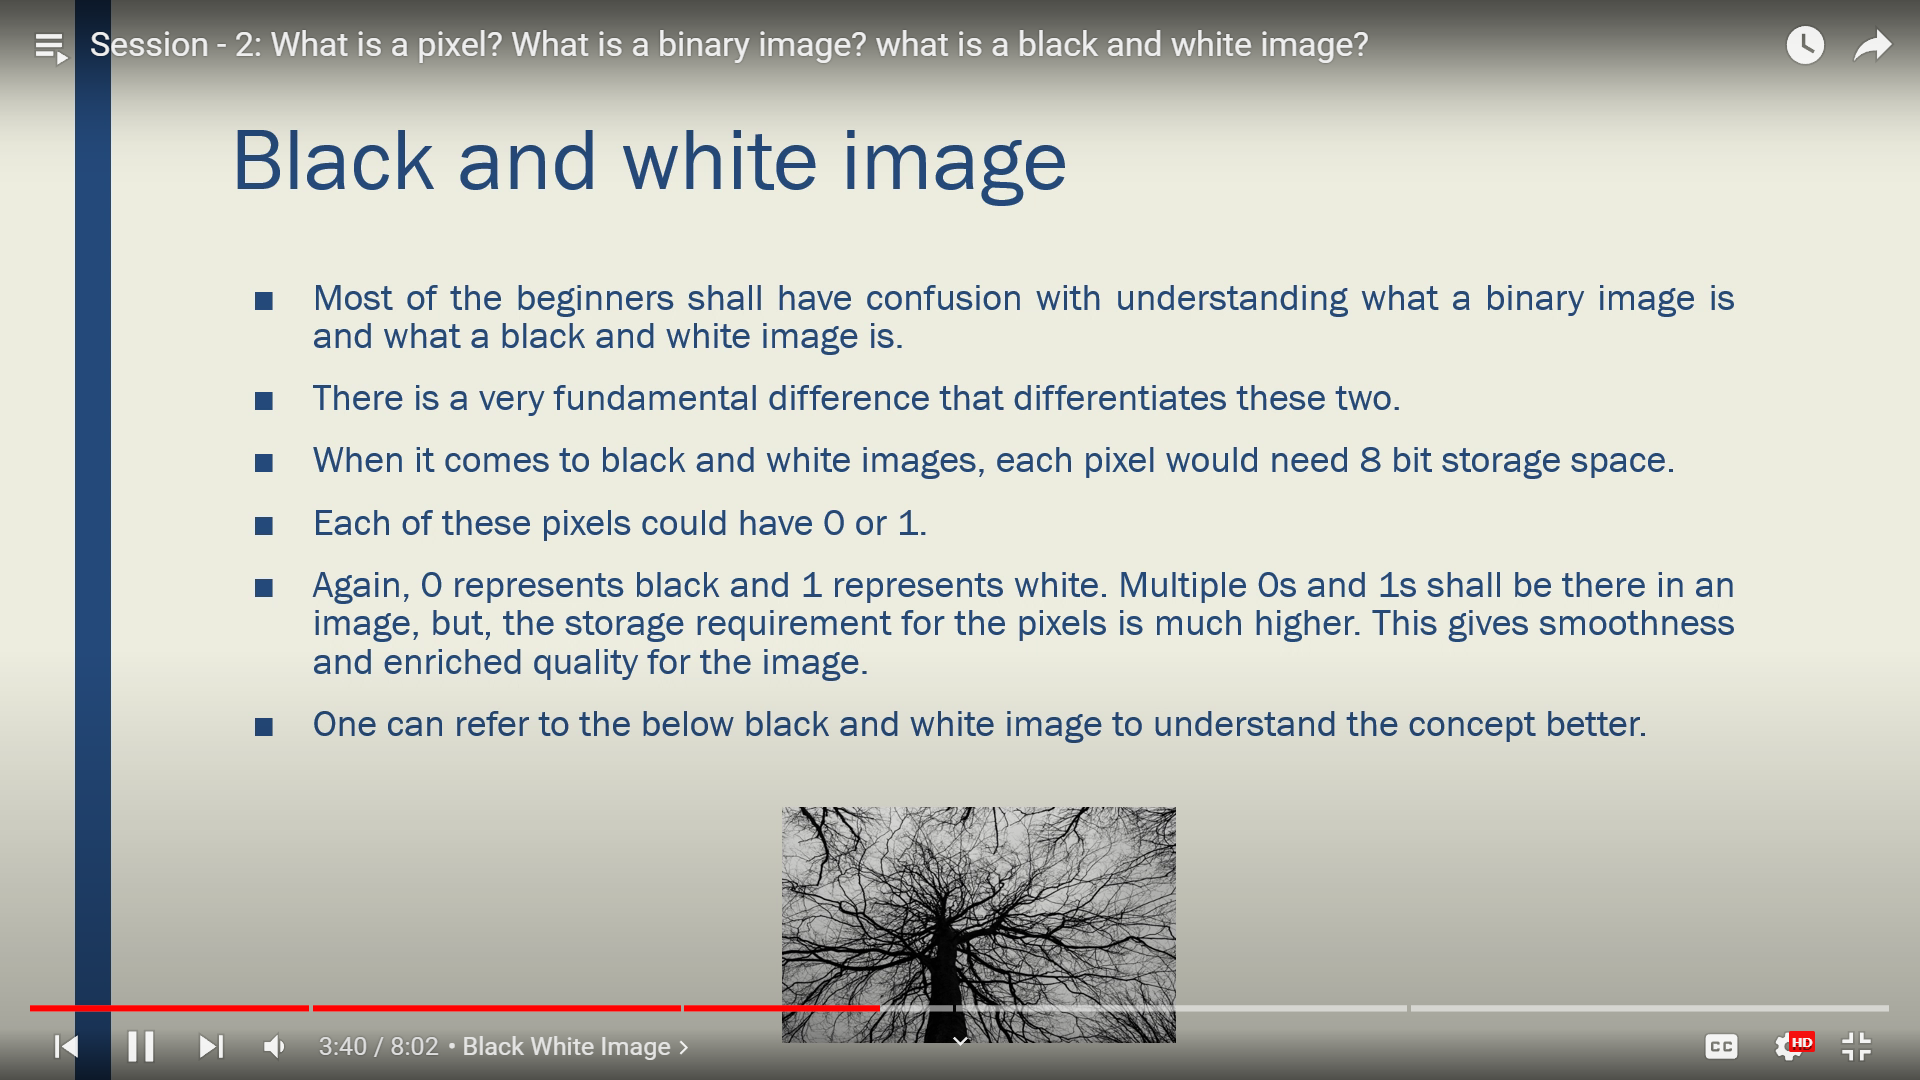 Session - 2: What is a pixel? What is a binary image? what is a black and white image?
Black and white image
■ Most of the beginners shall have confusion with understanding what a binary image is
and what a black and white image is.
■ There is a very fundamental difference that differentiates these two.
■ When it comes to black and white images, each pixel would need 8 bit storage space.
■ Each of these pixels could have 0 or 1.
■ Again, 0 represents black and 1 represents white. Multiple 0s and 1s shall be there in an
image, but, the storage requirement for the pixels is much higher. This gives smoothness
and enriched quality for the image.
■ One can refer to the below black and white image to understand the concept better.
3:40 / 8:02 • Black White Image
CC
HD